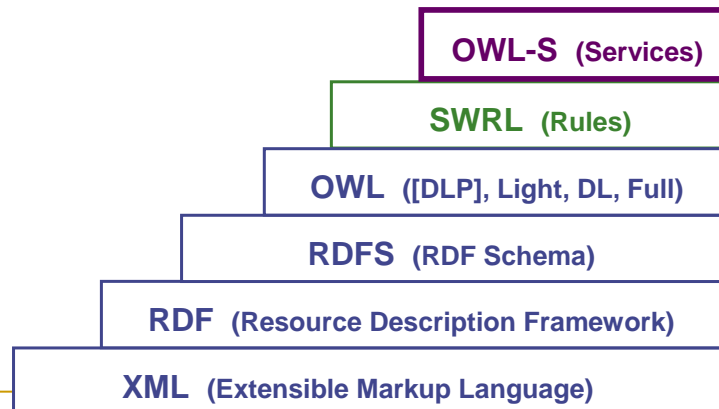 OWL-S (Services)
SWRL (Rules)
OWL ([DLP], Light, DL, Full)
RDFS (RDF Schema)
RDF (Resource Description Framework)
XML (Extensible Markup Language)